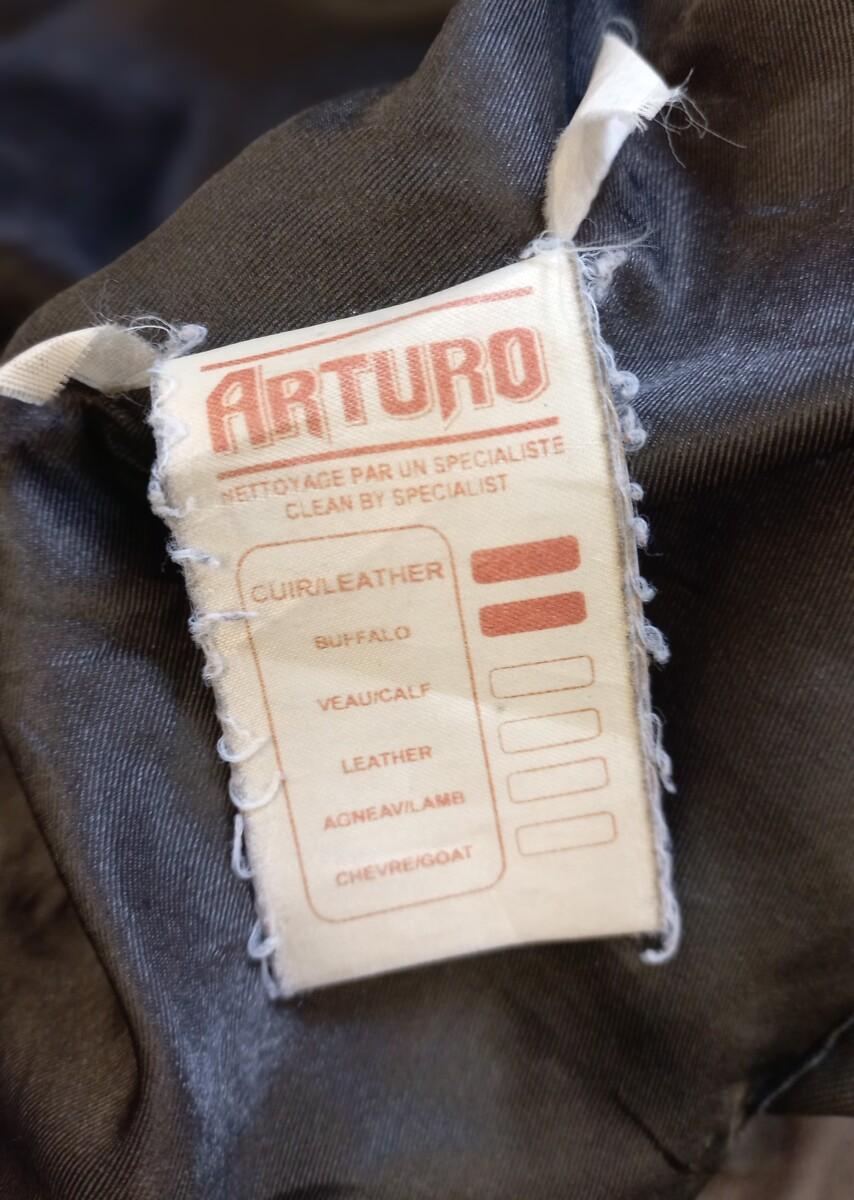 ARTURO
NETTOYAGE PAR UN SPECIALISTE
CLEAN BY SPECIALIST
CUIR/LEATHER
BUFFALO
VEAU/CALF
LEATHER
AGNEAV/LAMB
CHEVRE/GOAT